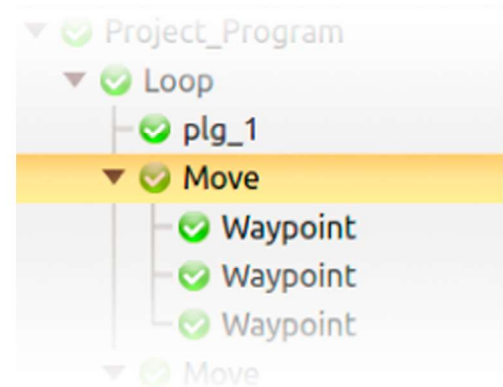 Project_Program
Loop
plg_1
Move
Waypoint
Waypoint
Waypoint
Move